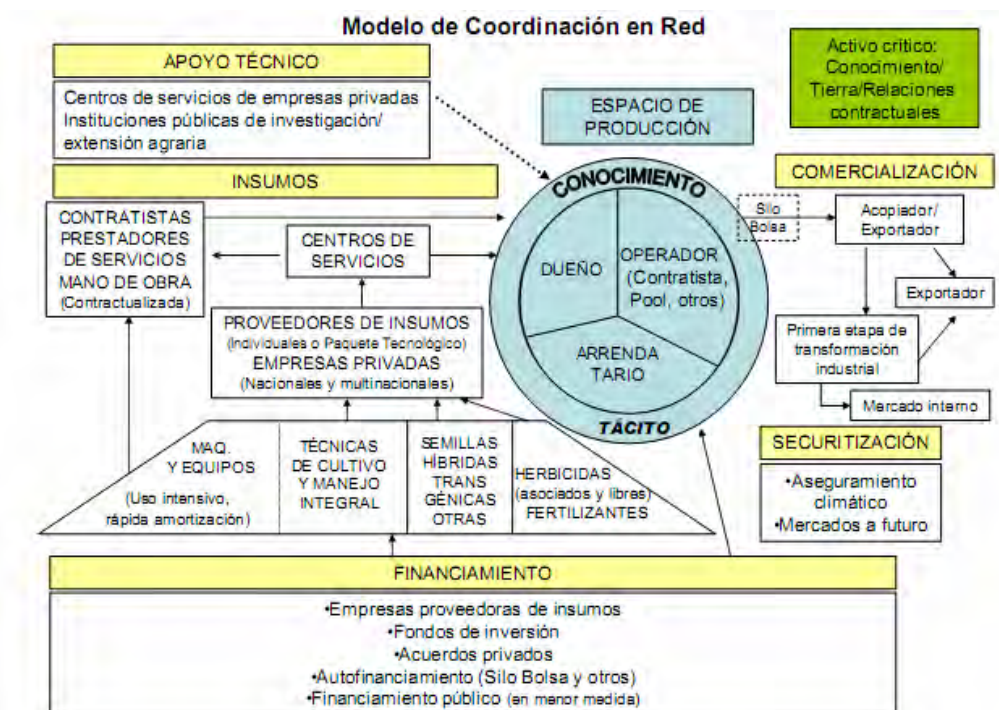 Modelo de Coordinación en Red
APOYO TÉCNICO
Centros de servicios de empresas privadas
Instituciones públicas de investigación/
extensión agraria
ESPACIO DE
PRODUCCIÓN
Activo critico:
Conocimiento/
Tierra/Relaciones
contractuales
INSUMOS
CONTRATISTAS
PRESTADORES
DE SERVICIOS
MANO DE OBRA
(Contractualizada)
CENTROS DE
SERVICIOS
PROVEEDORES DE INSUMOS
(Individuales o Paquete Tecnológico)
EMPRESAS PRIVADAS
(Nacionales y multinacionales)
CONOCIMIENTO
DUEÑO
OPERADOR
(Contratista,
Pool, otros)
ARRENDA
TARIO
TÁCITO
COMERCIALIZACIÓN
Silo
Bolsa
Acopiador/
Exportador
Exportador
Primera etapa de
transformación
industrial
Mercado interno
MAQ.
Y EQUIPOS
(Uso intensivo,
rápida amortización)
TÉCNICAS
DE CULTIVO
Y MANEJO
INTEGRAL
SEMILLAS
HÍBRIDAS
TRANS
GÉNICAS
OTRAS
HERBICIDAS
(asociados y libres)
FERTILIZANTES
SECURITIZACIÓN
•Aseguramiento
climático
•Mercados a futuro
FINANCIAMIENTO
•Empresas proveedoras de insumos
•Fondos de inversión
•Acuerdos privados
•Autofinanciamiento (Silo Bolsa y otros)
•Financiamiento público (en menor medida)